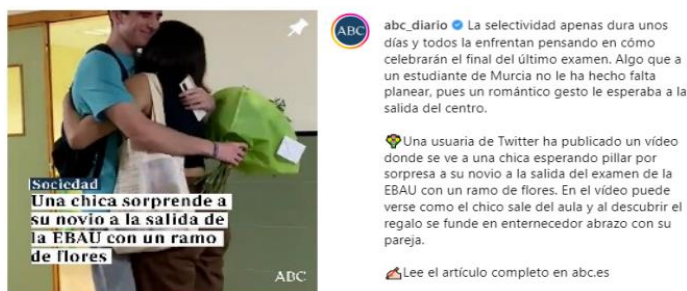 Sociedad
Una chica sorprende a
su novio a la salida de
la EBAU con un ramo
de flores
ABC
ABC
abc_diario La selectividad apenas dura unos
días y todos la enfrentan pensando en cómo
celebrarán el final del último examen. Algo que a
un estudiante de Murcia no le ha hecho falta
planear, pues un romántico gesto le esperaba a la
salida del centro.
💐Una usuaria de Twitter ha publicado un vídeo
donde se ve a una chica esperando pillar por
sorpresa a su novio a la salida del examen de la
EBAU con un ramo de flores. En el vídeo puede
verse como el chico sale del aula y al descubrir el
regalo se funde en enternecedor abrazo con su
pareja.
✍Lee el artículo completo en abc.es